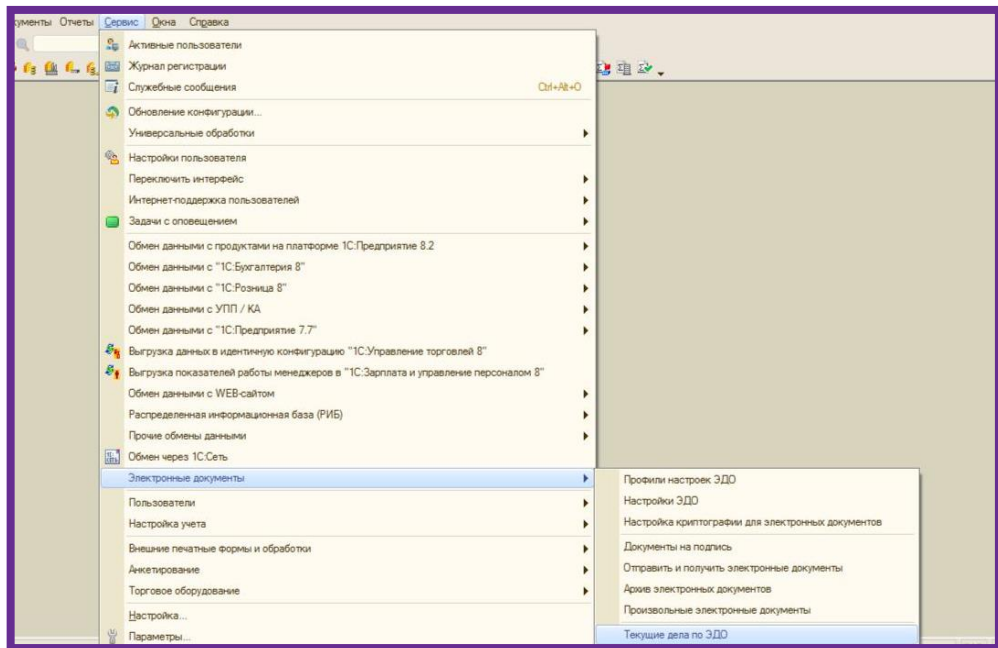 кументы Отчеты Сервис Окна Справка
Активные пользователи
Журнал регистрации
Служебные сообщения Ctrl+Alt+O
Обновление конфигурации...
Универсальные обработки
Настройки пользователя
Переключить интерфейс
Интернет-поддержка пользователей
Задачи с оповещением
Обмен данными с продуктами на платформе 1С:Предприятие 8.2
Обмен данными с "1С:Бухгалтерия 8"
Обмен данными с "1С:Розница 8"
Обмен данными с УПП / КА
Обмен данными с "1С:Предприятие 7.7"
Выгрузка данных в идентичную конфигурацию "1С:Управление торговлей 8"
Выгрузка показателей работы менеджеров в "1С:Зарплата и управление персоналом 8"
Обмен данными с WEB-сайтом
Распределенная информационная база (РИБ)
Прочие обмены данными
Обмен через 1С:Сеть
Электронные документы
Пользователи
Настройка учета
Внешние печатные формы и обработки
Анкетирование
Торговое оборудование
Настройка...
Параметры...
Профили настроек ЭДО
Настройки ЭДО
Настройка криптографии для электронных документов
Документы на подпись
Отправить и получить электронные документы
Архив электронных документов
Произвольные электронные документы
Текущие дела по ЭДО